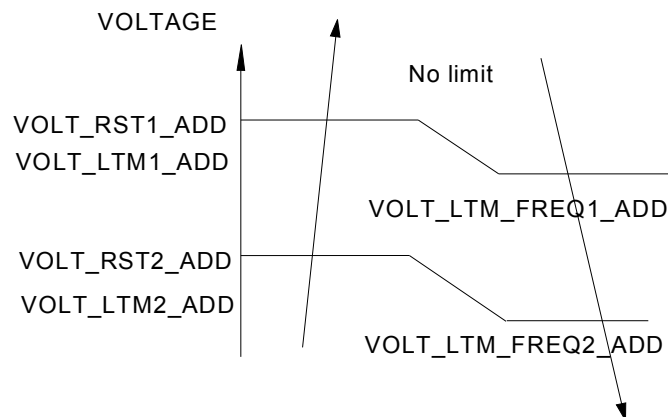 VOLTAGE
No limit
VOLT_RST1_ADD
VOLT_LTM1_ADD
VOLT_LTM_FREQ1_ADD
VOLT_RST2_ADD
VOLT_LTM2_ADD
VOLT_LTM_FREQ2_ADD